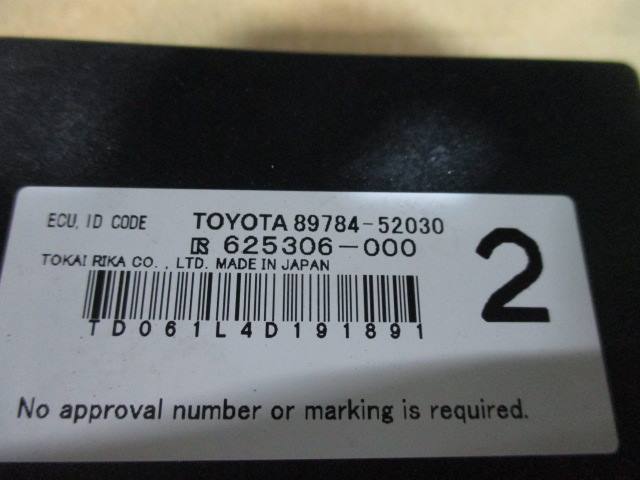 ECU, ID CODE TOYOTA 89784-52030
625306-000
TOKAI RIKA CO., LTD. MADE IN JAPAN
2
TD061L4D191891
No approval number or marking is required.